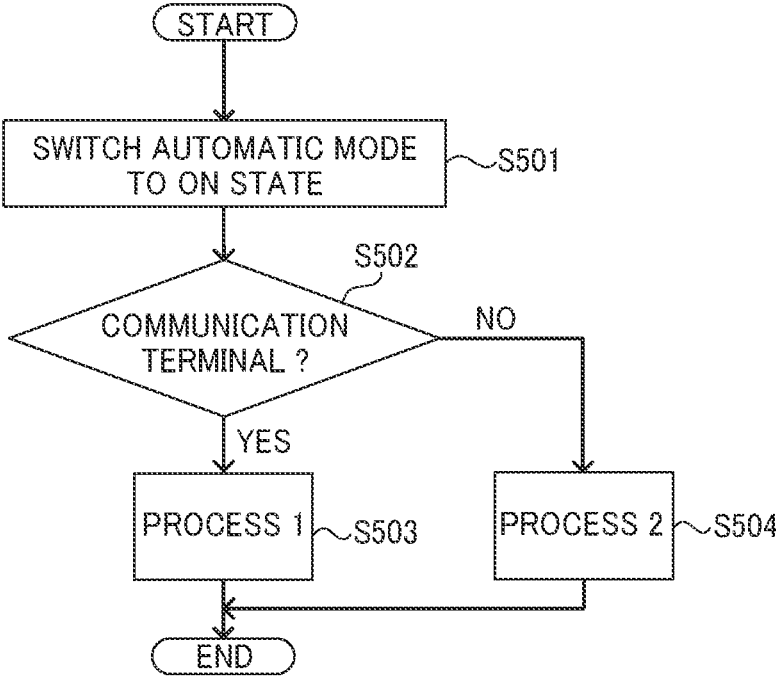 START
SWITCH AUTOMATIC MODE
TO ON STATE
S501
S502
COMMUNICATION
TERMINAL ?
NO
YES
PROCESS 1
S503
PROCESS 2
S504
END